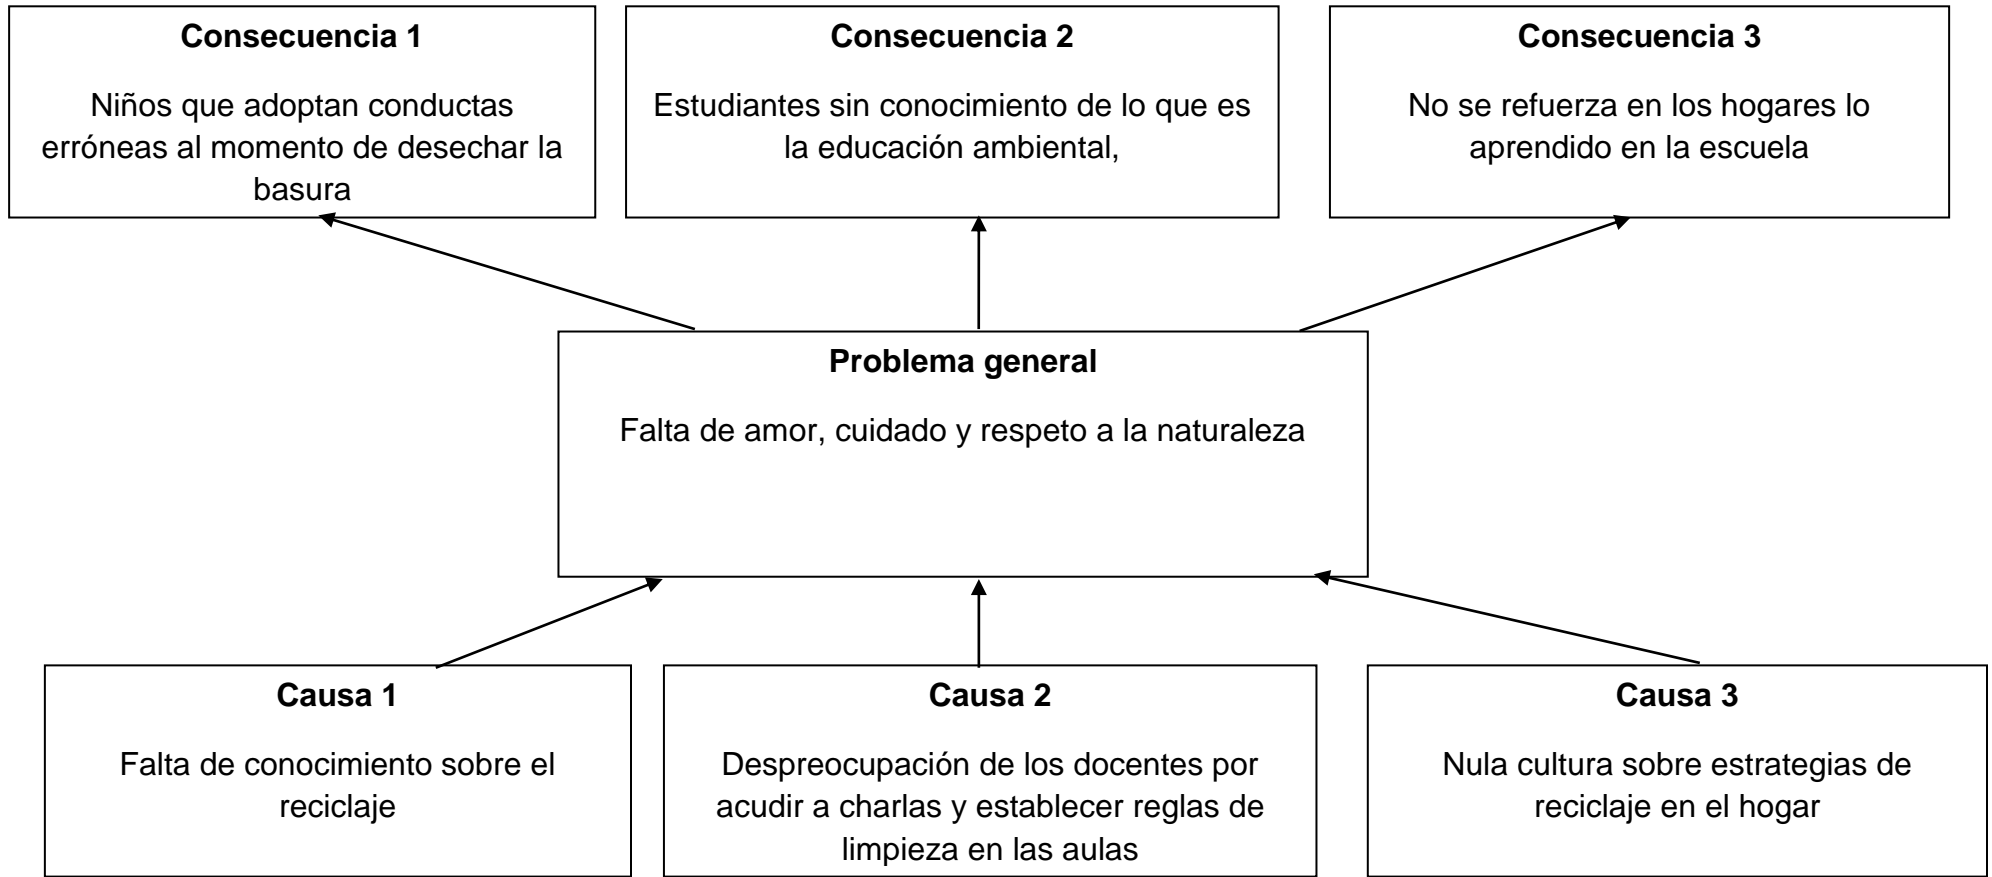 Consecuencia 1
Niños que adoptan conductas
erróneas al momento de desechar la
basura
Consecuencia 2
Estudiantes sin conocimiento de lo que es
la educación ambiental,
Consecuencia 3
No se refuerza en los hogares lo
aprendido en la escuela
Problema general
Falta de amor, cuidado y respeto a la naturaleza
Causa 1
Falta de conocimiento sobre el
reciclaje
Causa 2
Despreocupación de los docentes por
acudir a charlas y establecer reglas de
limpieza en las aulas
Causa 3
Nula cultura sobre estrategias de
reciclaje en el hogar